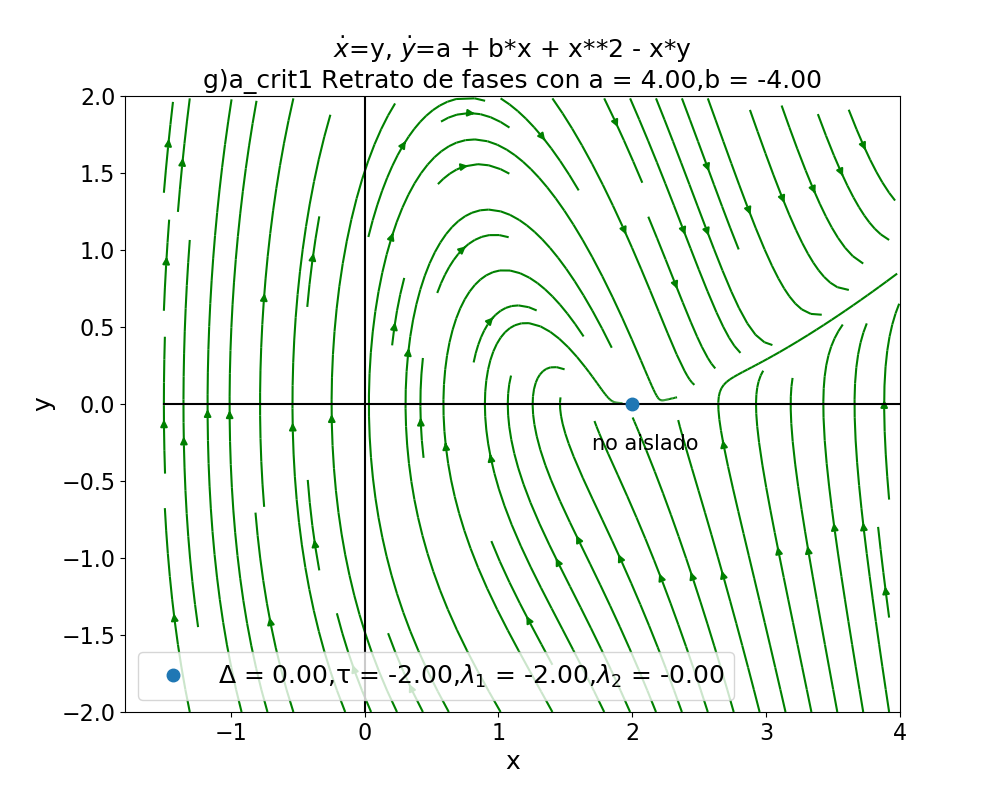 ẋ=y, ẏ=a + b*x + x**2 - x*y
g)a_crit1 Retrato de fases con a = 4.00,b = -4.00
2.0
1.5
1.0
0.5
0.0
−0.5
−1.0
−1.5
−2.0
y
no aislado
Δ = 0.00,τ = -2.00,λ₁ = -2.00,λ₂ = -0.00
−1 0 1 2 3 4
x